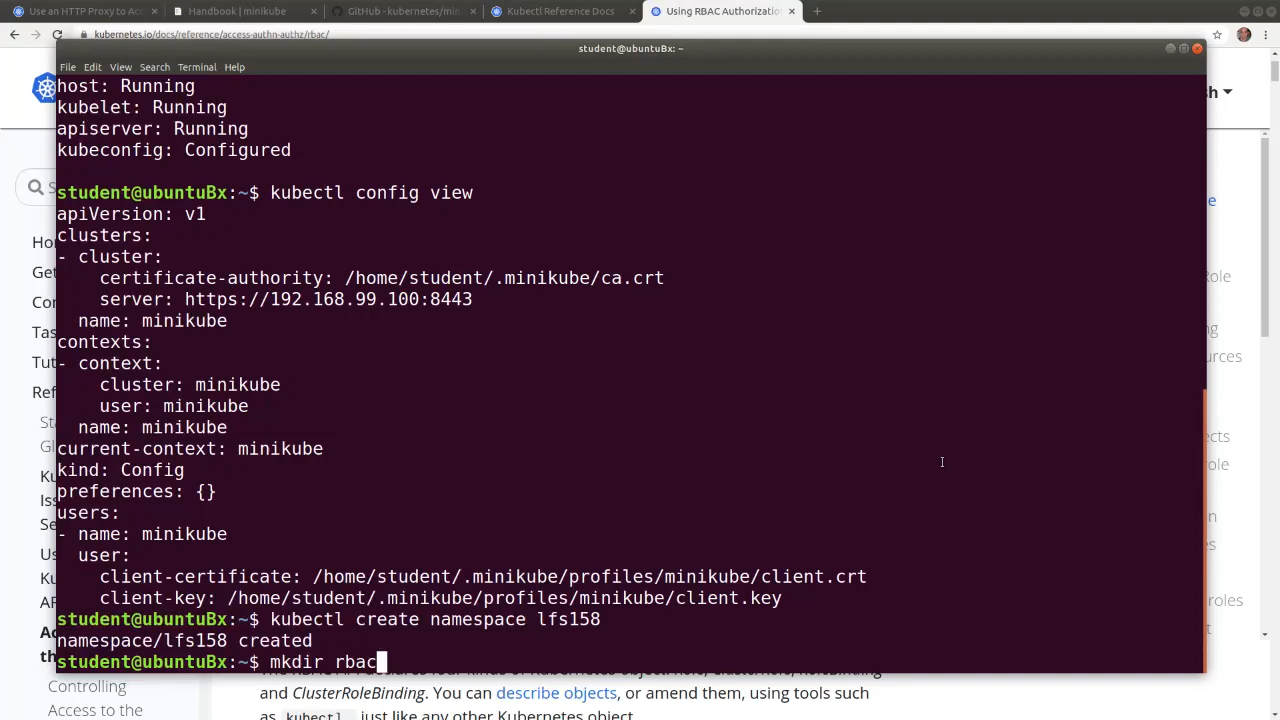 Use an HTTP Proxy to Acc
Handbook | minikube
GitHub - kubernetes/min
Kubectl Reference Docs
Using RBAC Authorizatio
kubernetes.io/docs/reference/access-authn-authz/rbac/
student@ubuntuBx: ~
File Edit View Search Terminal Help
host: Running
kubelet: Running
apiserver: Running
kubeconfig: Configured
student@ubuntuBx:~$ kubectl config view
apiVersion: v1
clusters:
- cluster:
    certificate-authority: /home/student/.minikube/ca.crt
    server: https://192.168.99.100:8443
  name: minikube
contexts:
- context:
    cluster: minikube
    user: minikube
  name: minikube
current-context: minikube
kind: Config
preferences: {}
users:
- name: minikube
  user:
    client-certificate: /home/student/.minikube/profiles/minikube/client.crt
    client-key: /home/student/.minikube/profiles/minikube/client.key
student@ubuntuBx:~$ kubectl create namespace lfs158
namespace/lfs158 created
student@ubuntuBx:~$ mkdir rbac
Controlling
Access to the
and ClusterRoleBinding. You can describe objects, or amend them, using tools such
as kubectl, just like any other Kubernetes object.